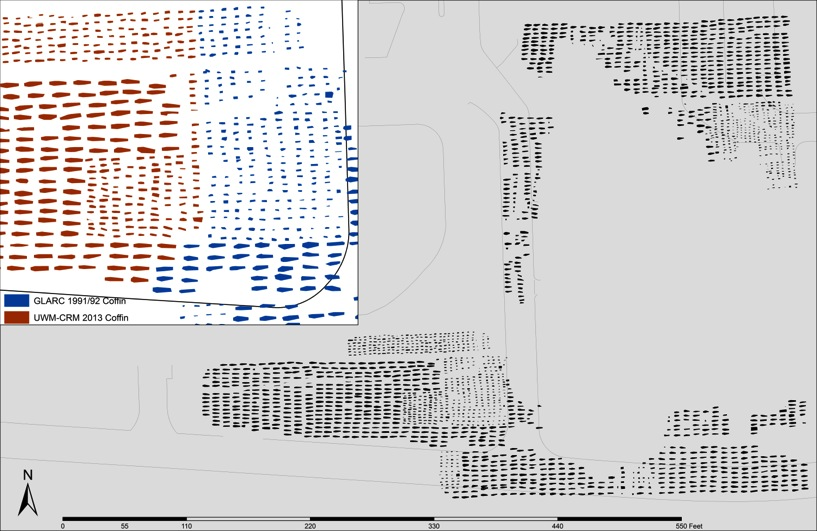 GLARC 1991/92 Coffin
UWM-CRM 2013 Coffin
N
0 55 110 220 330 440 550 Feet